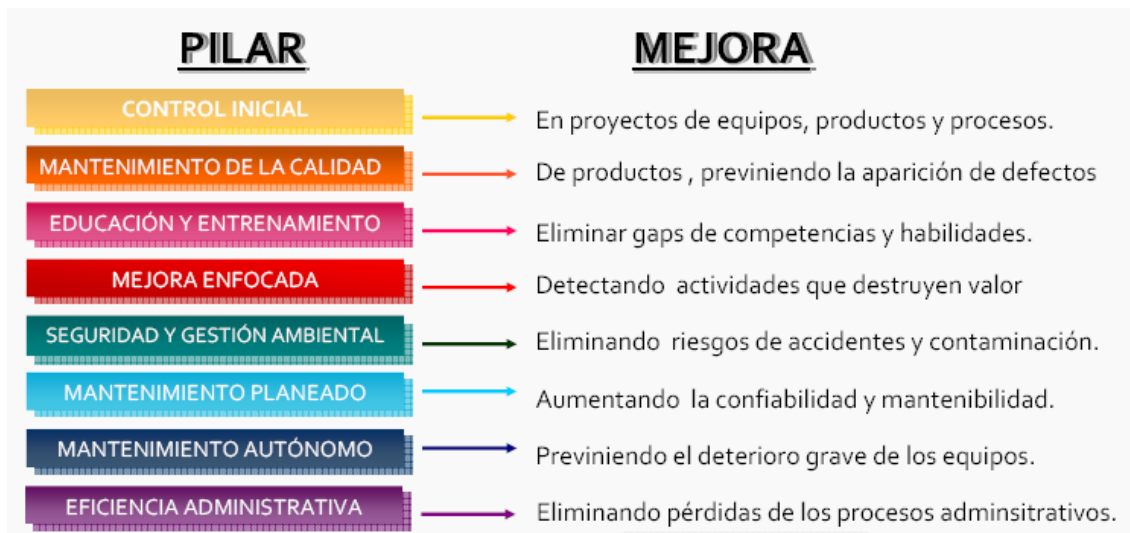 PILAR MEJORA
CONTROL INICIAL En proyectos de equipos, productos y procesos.
MANTENIMIENTO DE LA CALIDAD De productos , previniendo la aparición de defectos
EDUCACIÓN Y ENTRENAMIENTO Eliminar gaps de competencias y habilidades.
MEJORA ENFOCADA Detectando actividades que destruyen valor
SEGURIDAD Y GESTIÓN AMBIENTAL Eliminando riesgos de accidentes y contaminación.
MANTENIMIENTO PLANEADO Aumentando la confiabilidad y mantenibilidad.
MANTENIMIENTO AUTÓNOMO Previniendo el deterioro grave de los equipos.
EFICIENCIA ADMINISTRATIVA Eliminando pérdidas de los procesos adminsitrativos.